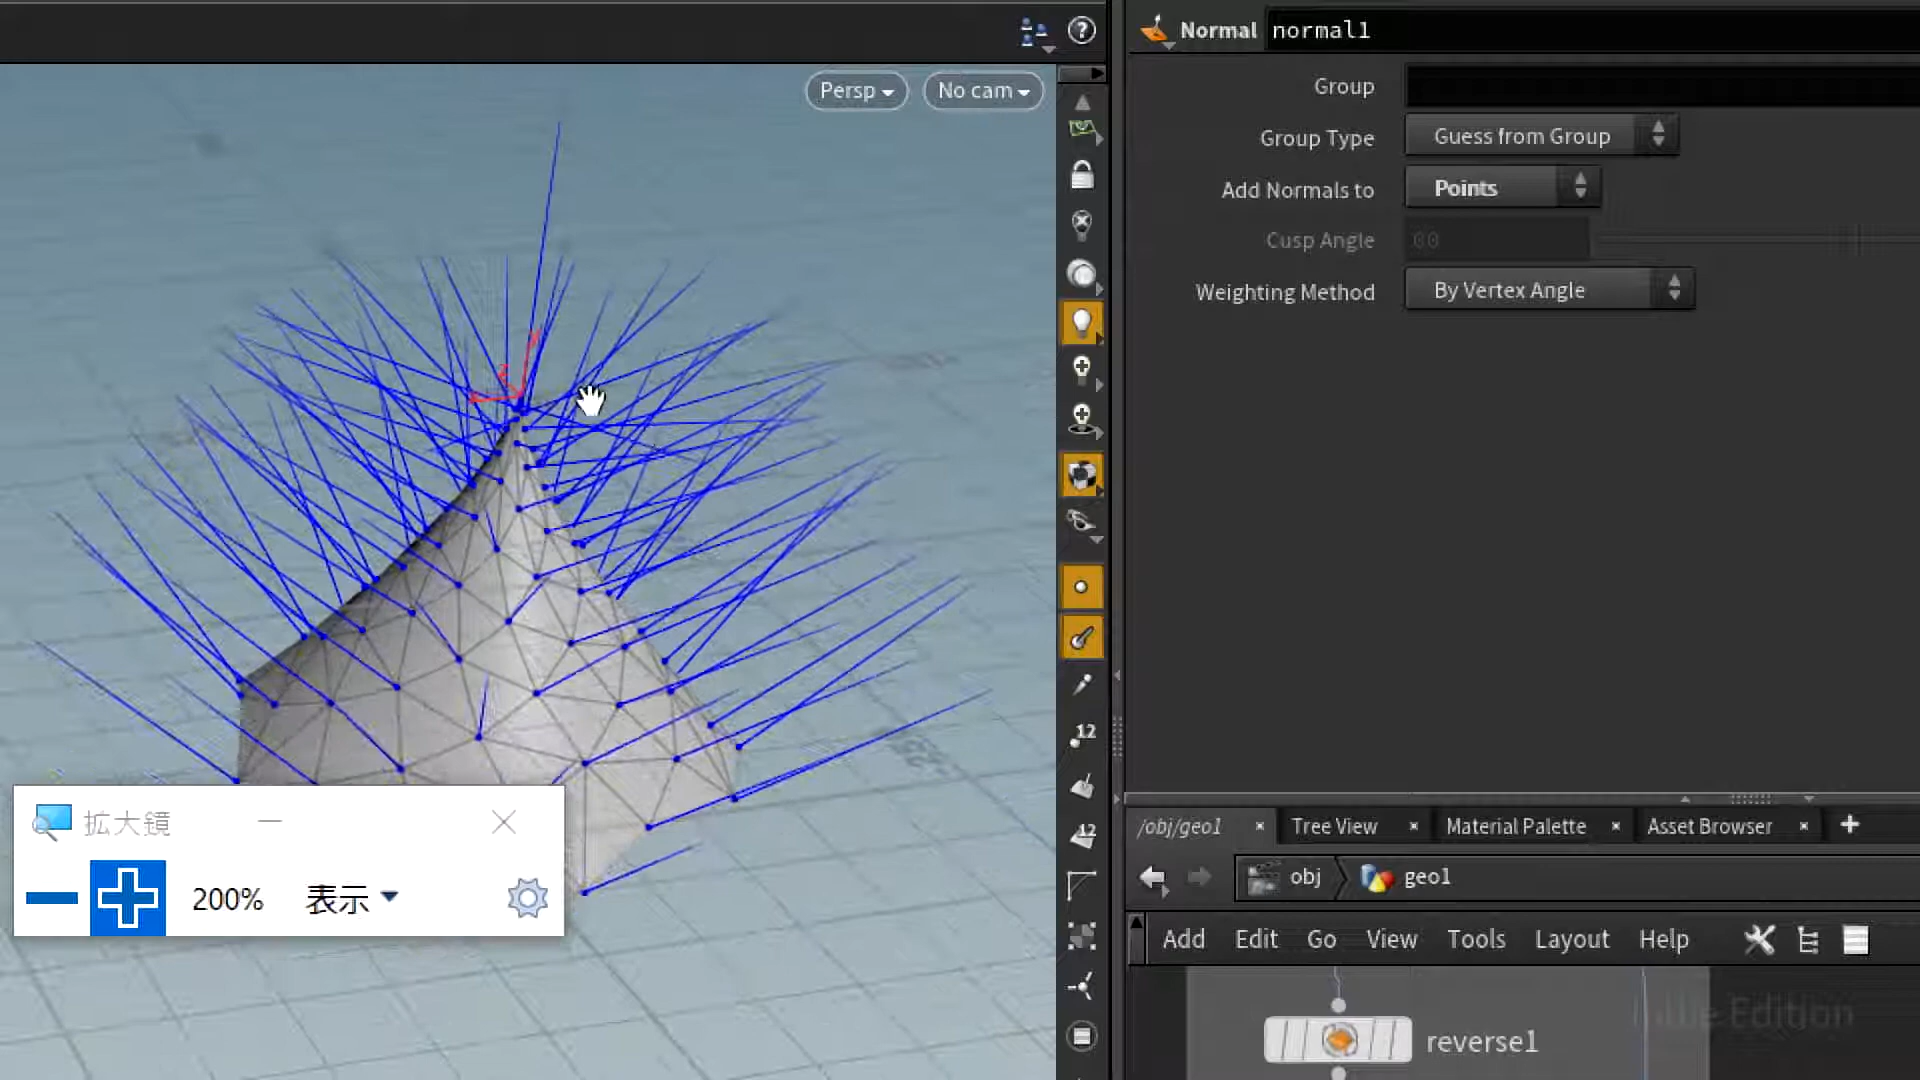 Normal normal1
Persp No cam
Group
Group Type Guess from Group
Add Normals to Points
Cusp Angle
Weighting Method By Vertex Angle
12
12
拡大鏡
200% 表示
/obj/geo1 Tree View Material Palette Asset Browser
obj geo1
Add Edit Go View Tools Layout Help
Edition
reverse1